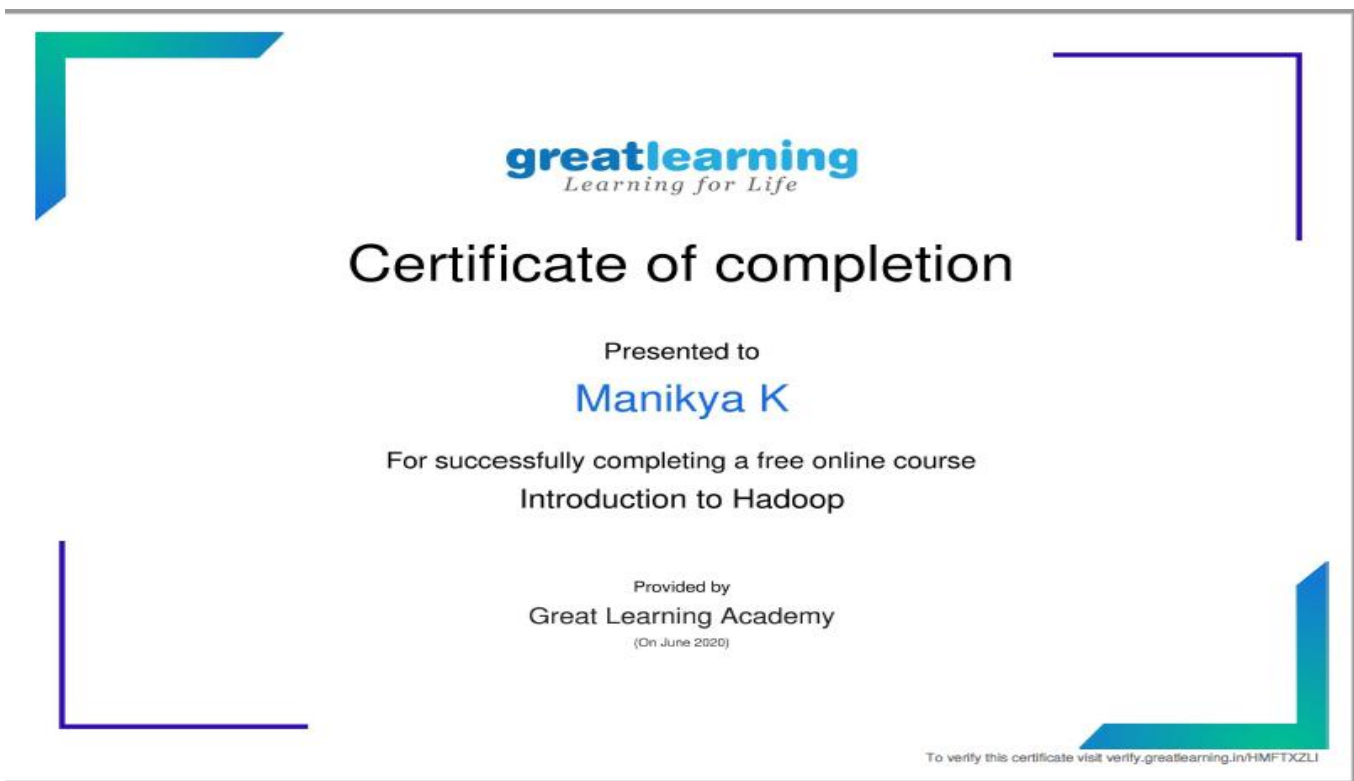 greatlearning
Learning for Life
Certificate of completion
Presented to
Manikya K
For successfully completing a free online course
Introduction to Hadoop
Provided by
Great Learning Academy
(On June 2020)
To verify this certificate visit verify.greatlearning.in/HMFTXZLI